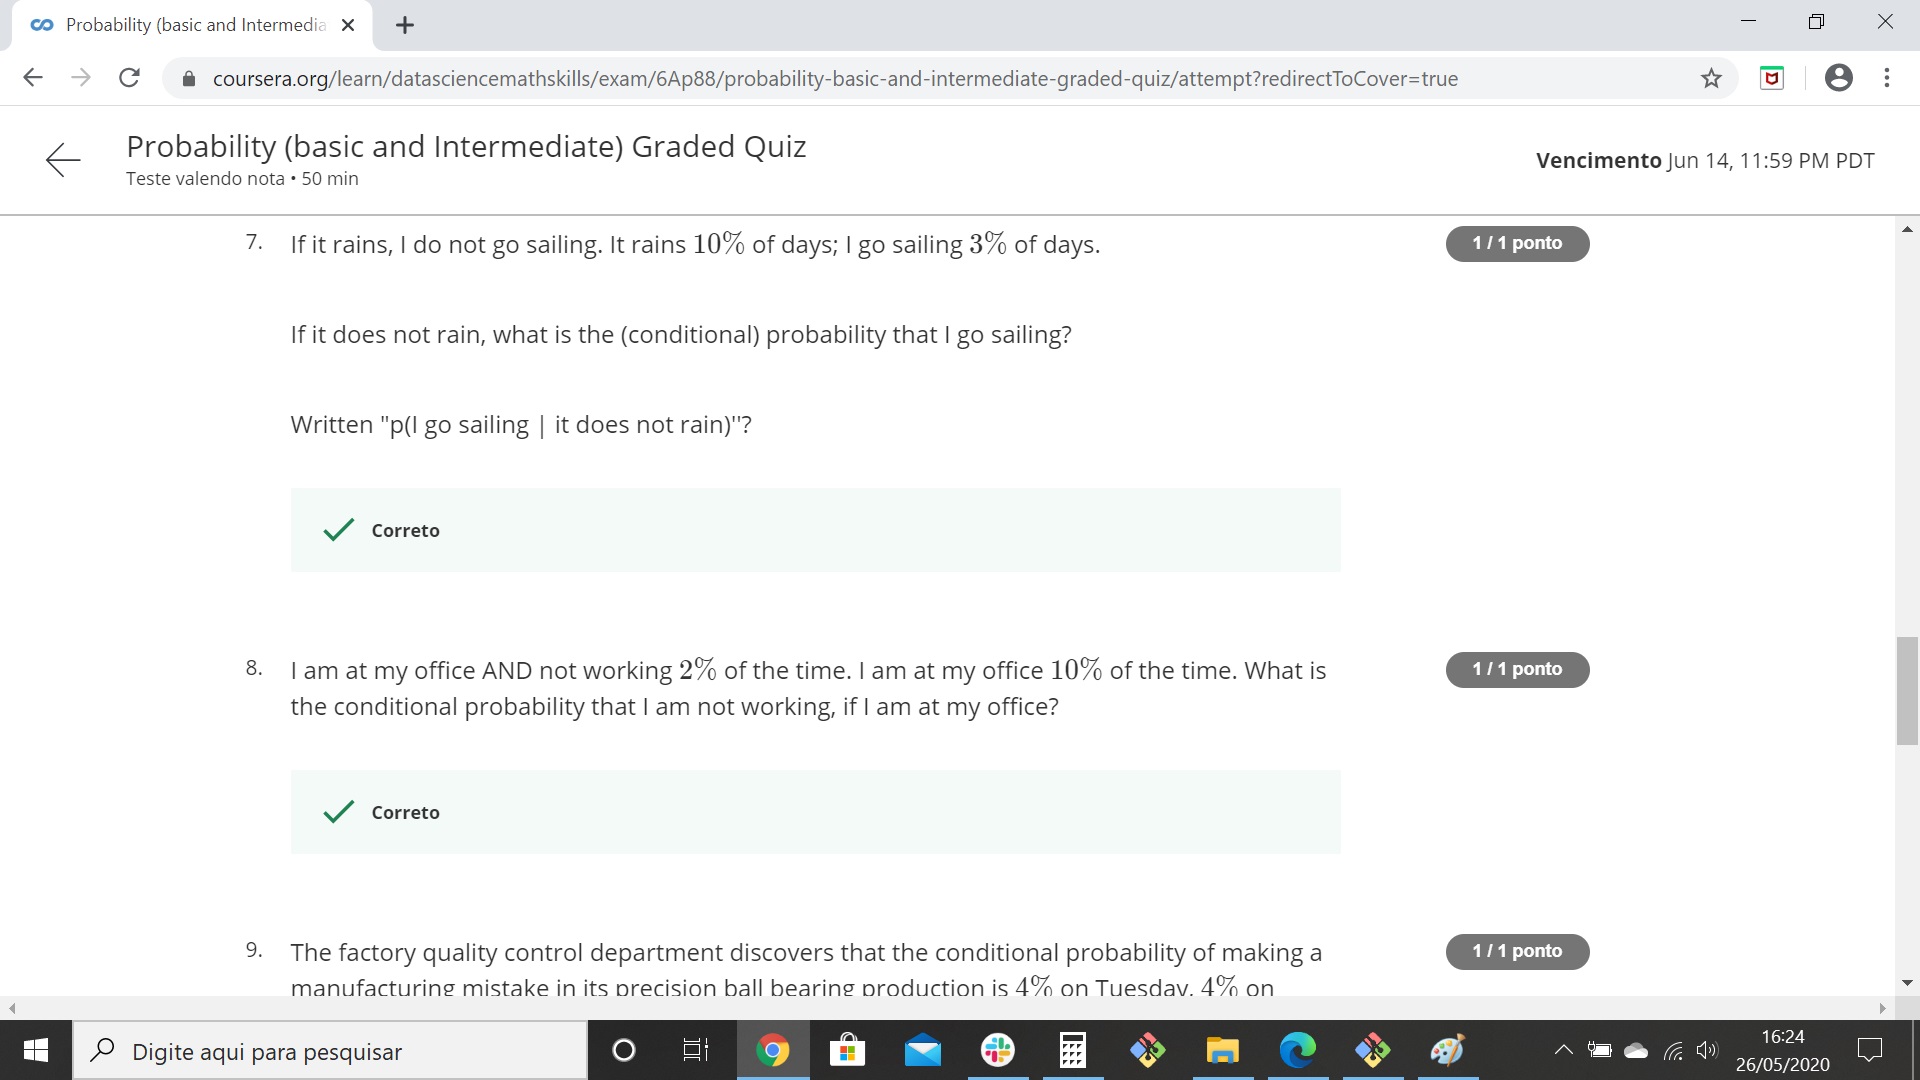 Probability (basic and Intermedia
coursera.org/learn/datasciencemathskills/exam/6Ap88/probability-basic-and-intermediate-graded-quiz/attempt?redirectToCover=true
Probability (basic and Intermediate) Graded Quiz
Teste valendo nota • 50 min
Vencimento Jun 14, 11:59 PM PDT
7. If it rains, I do not go sailing. It rains 10% of days; I go sailing 3% of days.
1 / 1 ponto
If it does not rain, what is the (conditional) probability that I go sailing?
Written "p(I go sailing | it does not rain)''?
Correto
8. I am at my office AND not working 2% of the time. I am at my office 10% of the time. What is
the conditional probability that I am not working, if I am at my office?
1 / 1 ponto
Correto
9. The factory quality control department discovers that the conditional probability of making a
manufacturing mistake in its precision ball bearing production is 4% on Tuesday, 4% on
1 / 1 ponto
Digite aqui para pesquisar
16:24
26/05/2020